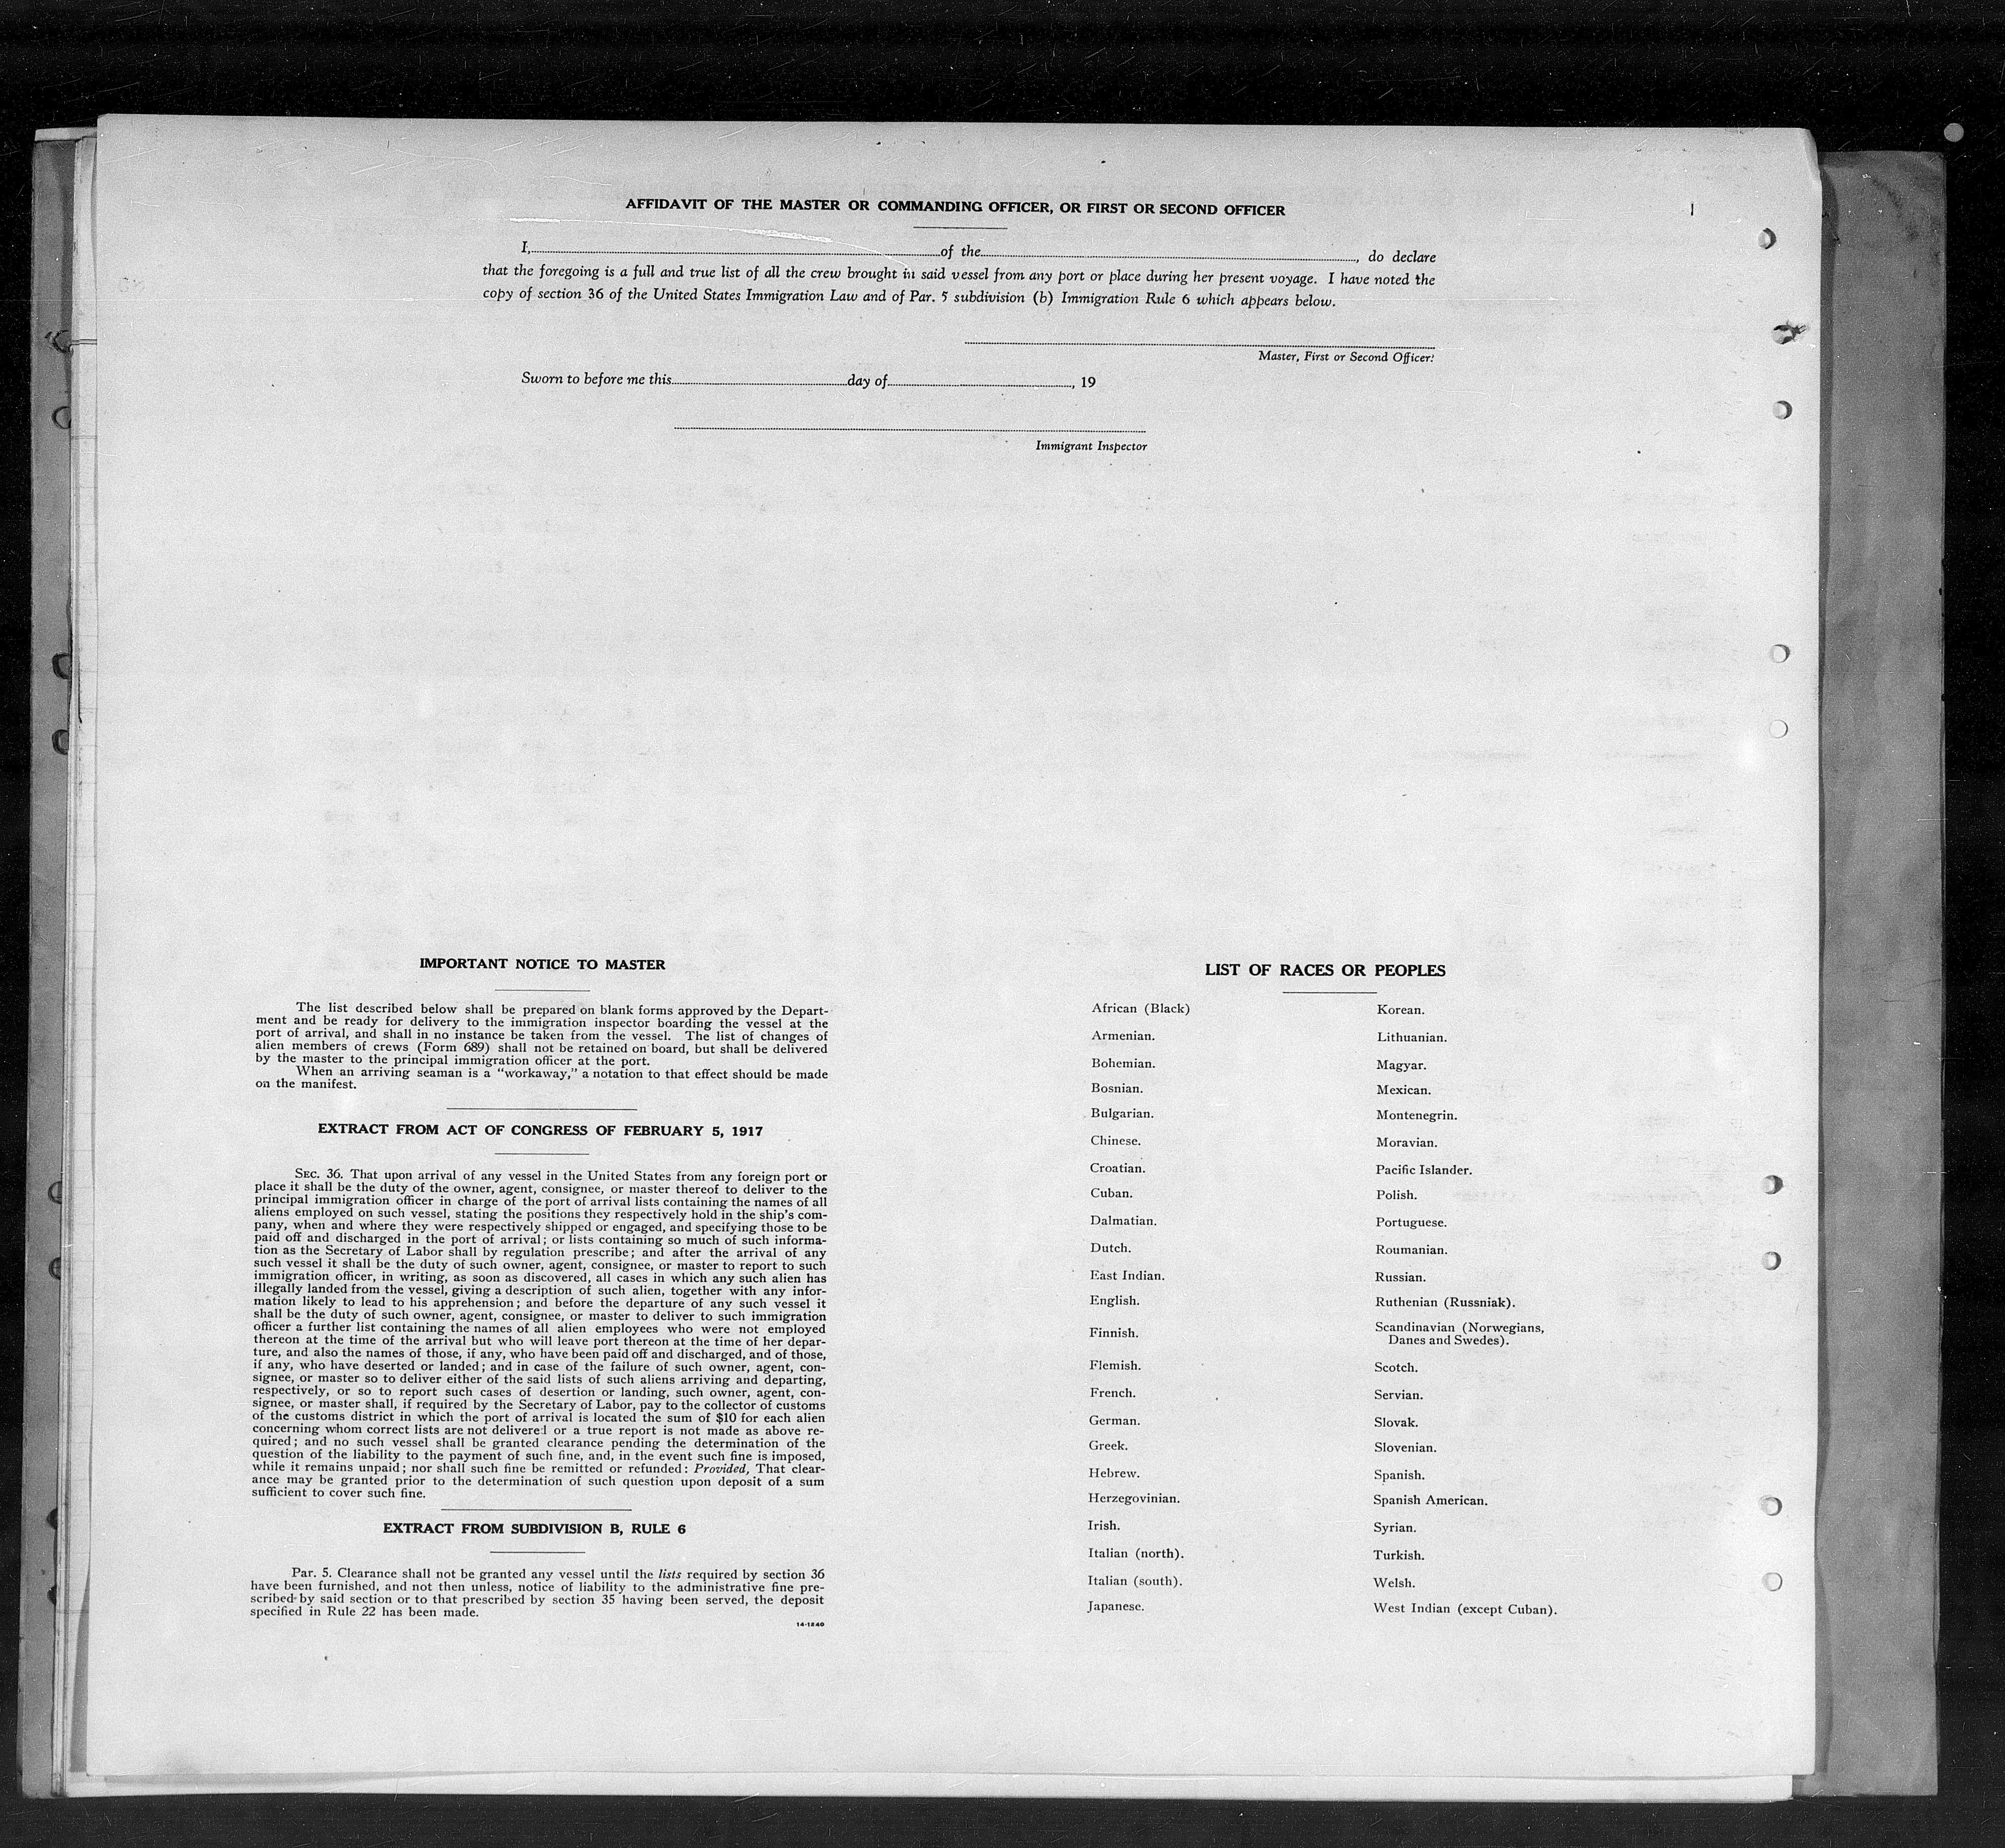 AFFIDAVIT OF THE MASTER OR COMMANDING OFFICER, OR FIRST OR SECOND OFFICER
I,..............................of the.............................., do declare
that the foregoing is a full and true list of all the crew brought in said vessel from any port or place during her present voyage. I have noted the
copy of section 36 of the United States Immigration Law and of Par. 5 subdivision (b) Immigration Rule 6 which appears below.
Master, First or Second Officer.
Sworn to before me this....................day of...................., 19
Immigrant Inspector
IMPORTANT NOTICE TO MASTER
The list described below shall be prepared on blank forms approved by the Depart-
ment and be ready for delivery to the immigration inspector boarding the vessel at the
port of arrival, and shall in no instance be taken from the vessel. The list of changes of
alien members of crews (Form 689) shall not be retained on board, but shall be delivered
by the master to the principal immigration officer at the port.
When an arriving seaman is a "workaway," a notation to that effect should be made
on the manifest.
EXTRACT FROM ACT OF CONGRESS OF FEBRUARY 5, 1917
SEC. 36. That upon arrival of any vessel in the United States from any foreign port or
place it shall be the duty of the owner, agent, consignee, or master thereof to deliver to the
principal immigration officer in charge of the port of arrival lists containing the names of all
aliens employed on such vessel, stating the positions they respectively hold in the ship's com-
pany, when and where they were respectively shipped or engaged, and specifying those to be
paid off and discharged in the port of arrival; or lists containing so much of such informa-
tion as the Secretary of Labor shall by regulation prescribe; and after the arrival of any
such vessel it shall be the duty of such owner, agent, consignee, or master to report to such
immigration officer, in writing, as soon as discovered, all cases in which any such alien has
illegally landed from the vessel, giving a description of such alien, together with any infor-
mation likely to lead to his apprehension; and before the departure of any such vessel it
shall be the duty of such owner, agent, consignee, or master to deliver to such immigration
officer a further list containing the names of all alien employees who were not employed
thereon at the time of the arrival but who will leave port thereon at the time of her depar-
ture, and also the names of those, if any, who have been paid off and discharged, and of those,
if any, who have deserted or landed; and in case of the failure of such owner, agent, con-
signee, or master so to deliver either of the said lists of such aliens arriving and departing,
respectively, or so to report such cases of desertion or landing, such owner, agent, con-
signee, or master shall, if required by the Secretary of Labor, pay to the collector of customs
of the customs district in which the port of arrival is located the sum of $10 for each alien
concerning whom correct lists are not delivered or a true report is not made as above re-
quired; and no such vessel shall be granted clearance pending the determination of the
question of the liability to the payment of such fine, and, in the event such fine is imposed,
while it remains unpaid; nor shall such fine be remitted or refunded: Provided, That clear-
ance may be granted prior to the determination of such question upon deposit of a sum
sufficient to cover such fine.
EXTRACT FROM SUBDIVISION B, RULE 6
Par. 5. Clearance shall not be granted any vessel until the lists required by section 36
have been furnished, and not then unless, notice of liability to the administrative fine pre-
scribed by said section or to that prescribed by section 35 having been served, the deposit
specified in Rule 22 has been made.
14-1240
LIST OF RACES OR PEOPLES
African (Black)
Armenian.
Bohemian.
Bosnian.
Bulgarian.
Chinese.
Croatian.
Cuban.
Dalmatian.
Dutch.
East Indian.
English.
Finnish.
Flemish.
French.
German.
Greek.
Hebrew.
Herzegovinian.
Irish.
Italian (north).
Italian (south).
Japanese.
Korean.
Lithuanian.
Magyar.
Mexican.
Montenegrin.
Moravian.
Pacific Islander.
Polish.
Portuguese.
Roumanian.
Russian.
Ruthenian (Russniak).
Scandinavian (Norwegians,
Danes and Swedes).
Scotch.
Servian.
Slovak.
Slovenian.
Spanish.
Spanish American.
Syrian.
Turkish.
Welsh.
West Indian (except Cuban).